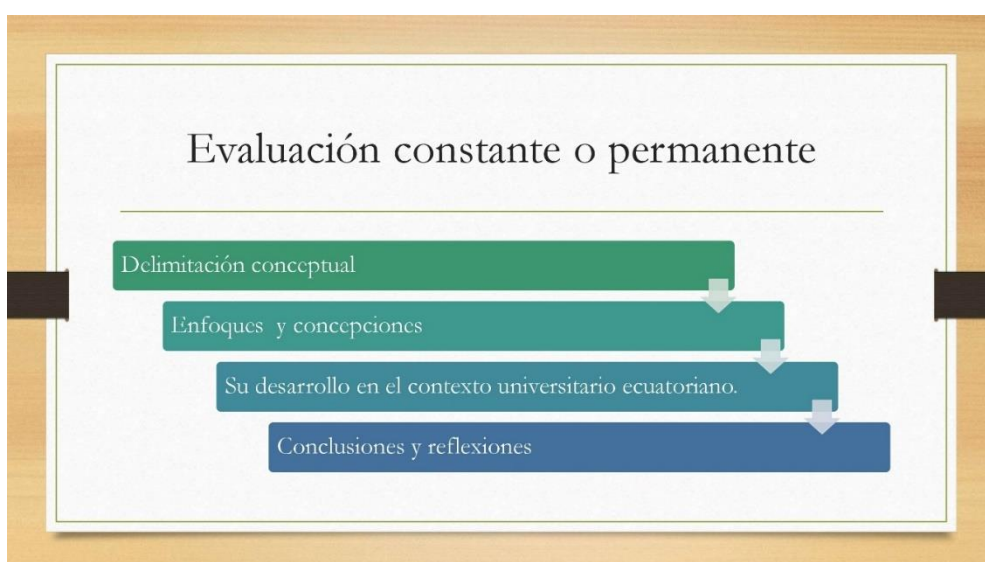 Evaluación constante o permanente
Delimitación conceptual
Enfoques y concepciones
Su desarrollo en el contexto universitario ecuatoriano.
Conclusiones y reflexiones